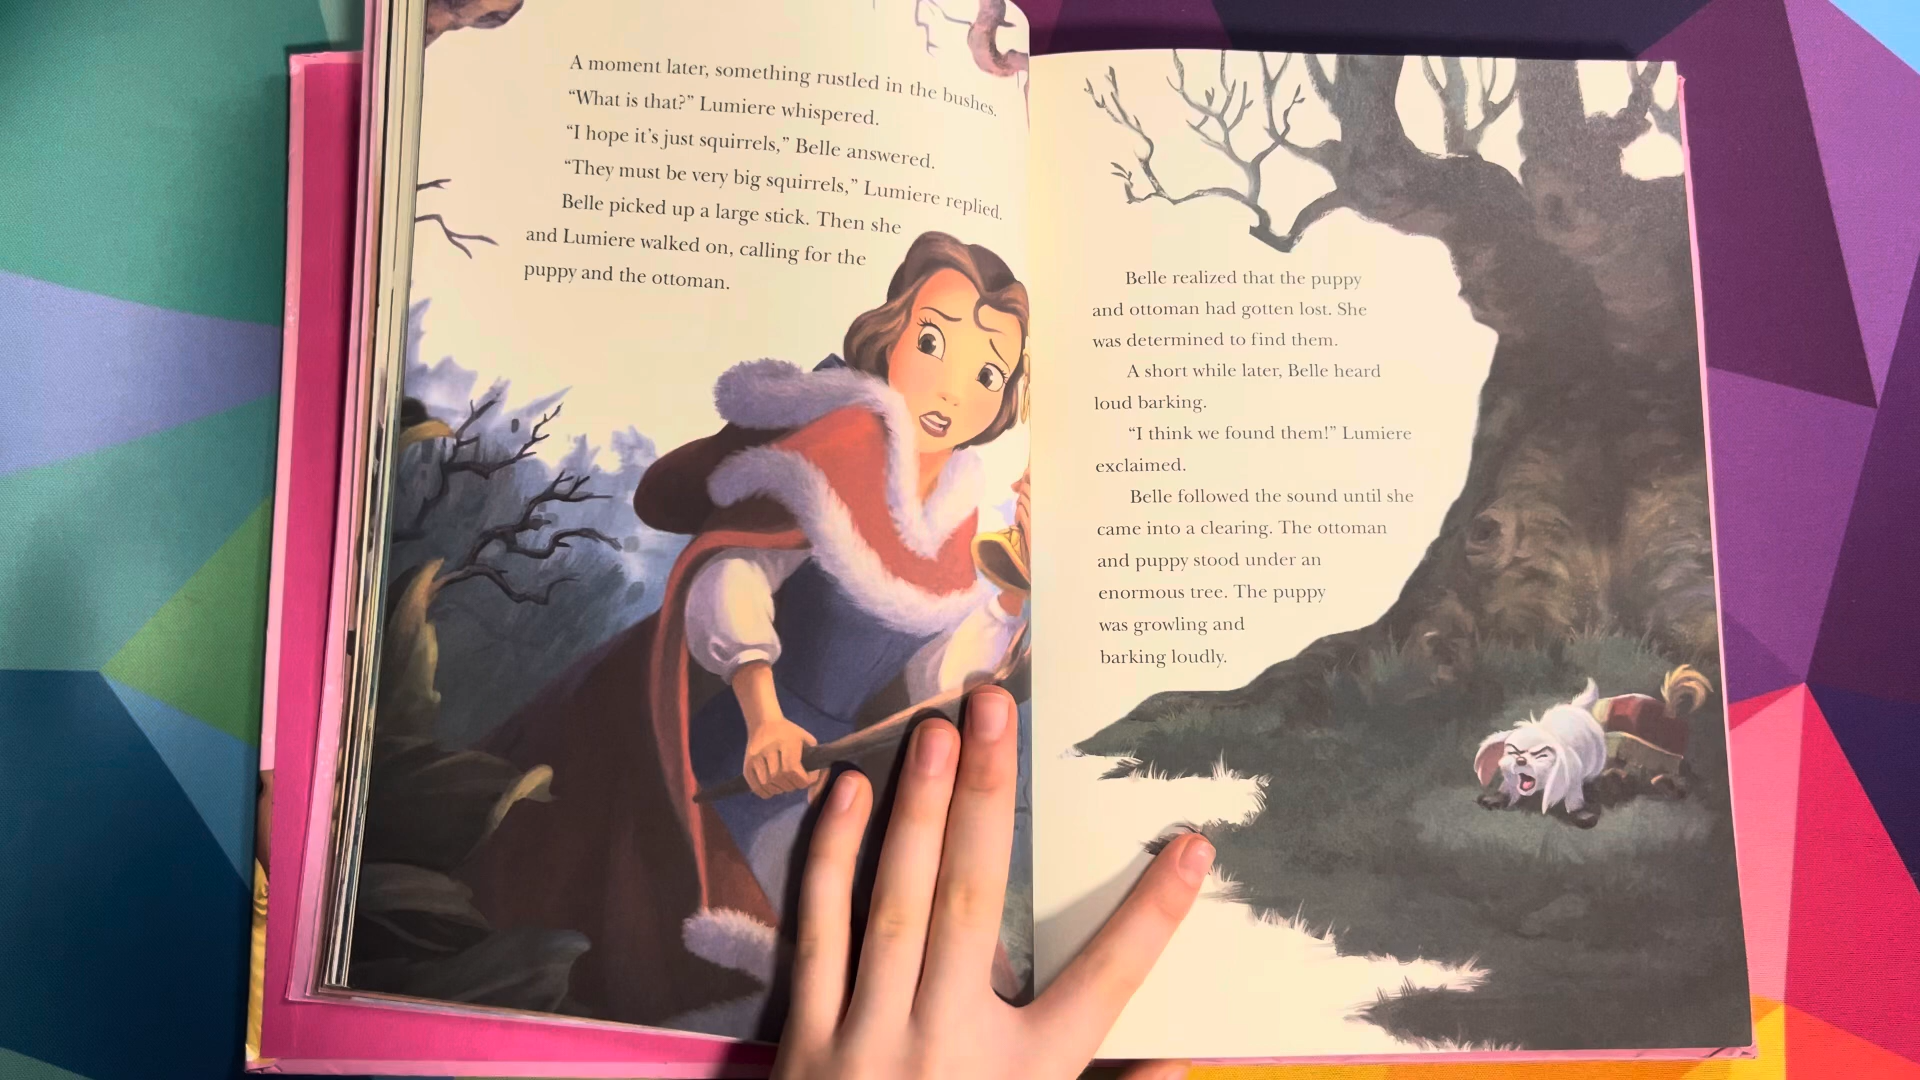 A moment later, something rustled in the bushes.
“What is that?” Lumiere whispered.
“I hope it’s just squirrels,” Belle answered.
“They must be very big squirrels,” Lumiere replied.
Belle picked up a large stick. Then she
and Lumiere walked on, calling for the
puppy and the ottoman.
Belle realized that the puppy
and ottoman had gotten lost. She
was determined to find them.
A short while later, Belle heard
loud barking.
“I think we found them!” Lumiere
exclaimed.
Belle followed the sound until she
came into a clearing. The ottoman
and puppy stood under an
enormous tree. The puppy
was growling and
barking loudly.